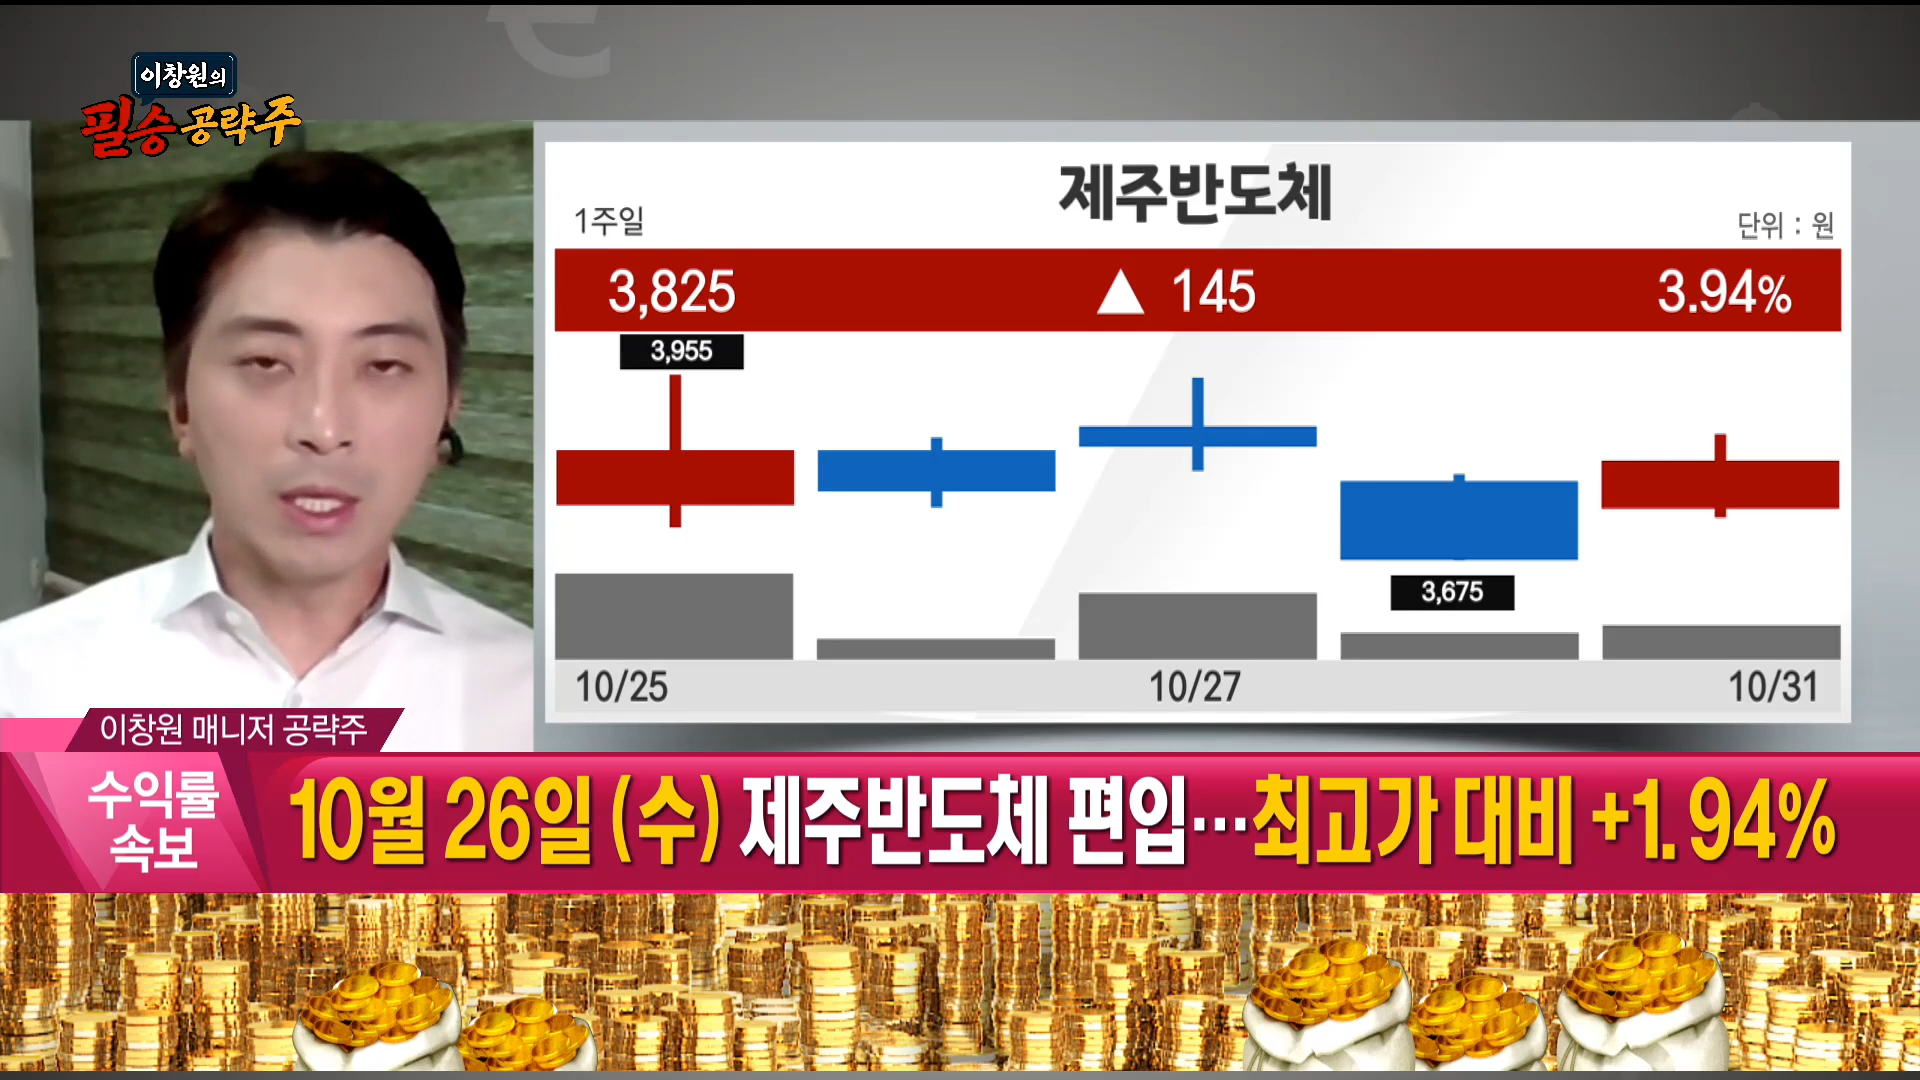 이창원의
필승 공략주
제주반도체
1주일
단위 : 원
3,825 ▲ 145 3.94%
3,955
3,675
10/25 10/27 10/31
이창원 매니저 공략주
수익률
속보
10월 26일 (수) 제주반도체 편입…최고가 대비 +1.94%